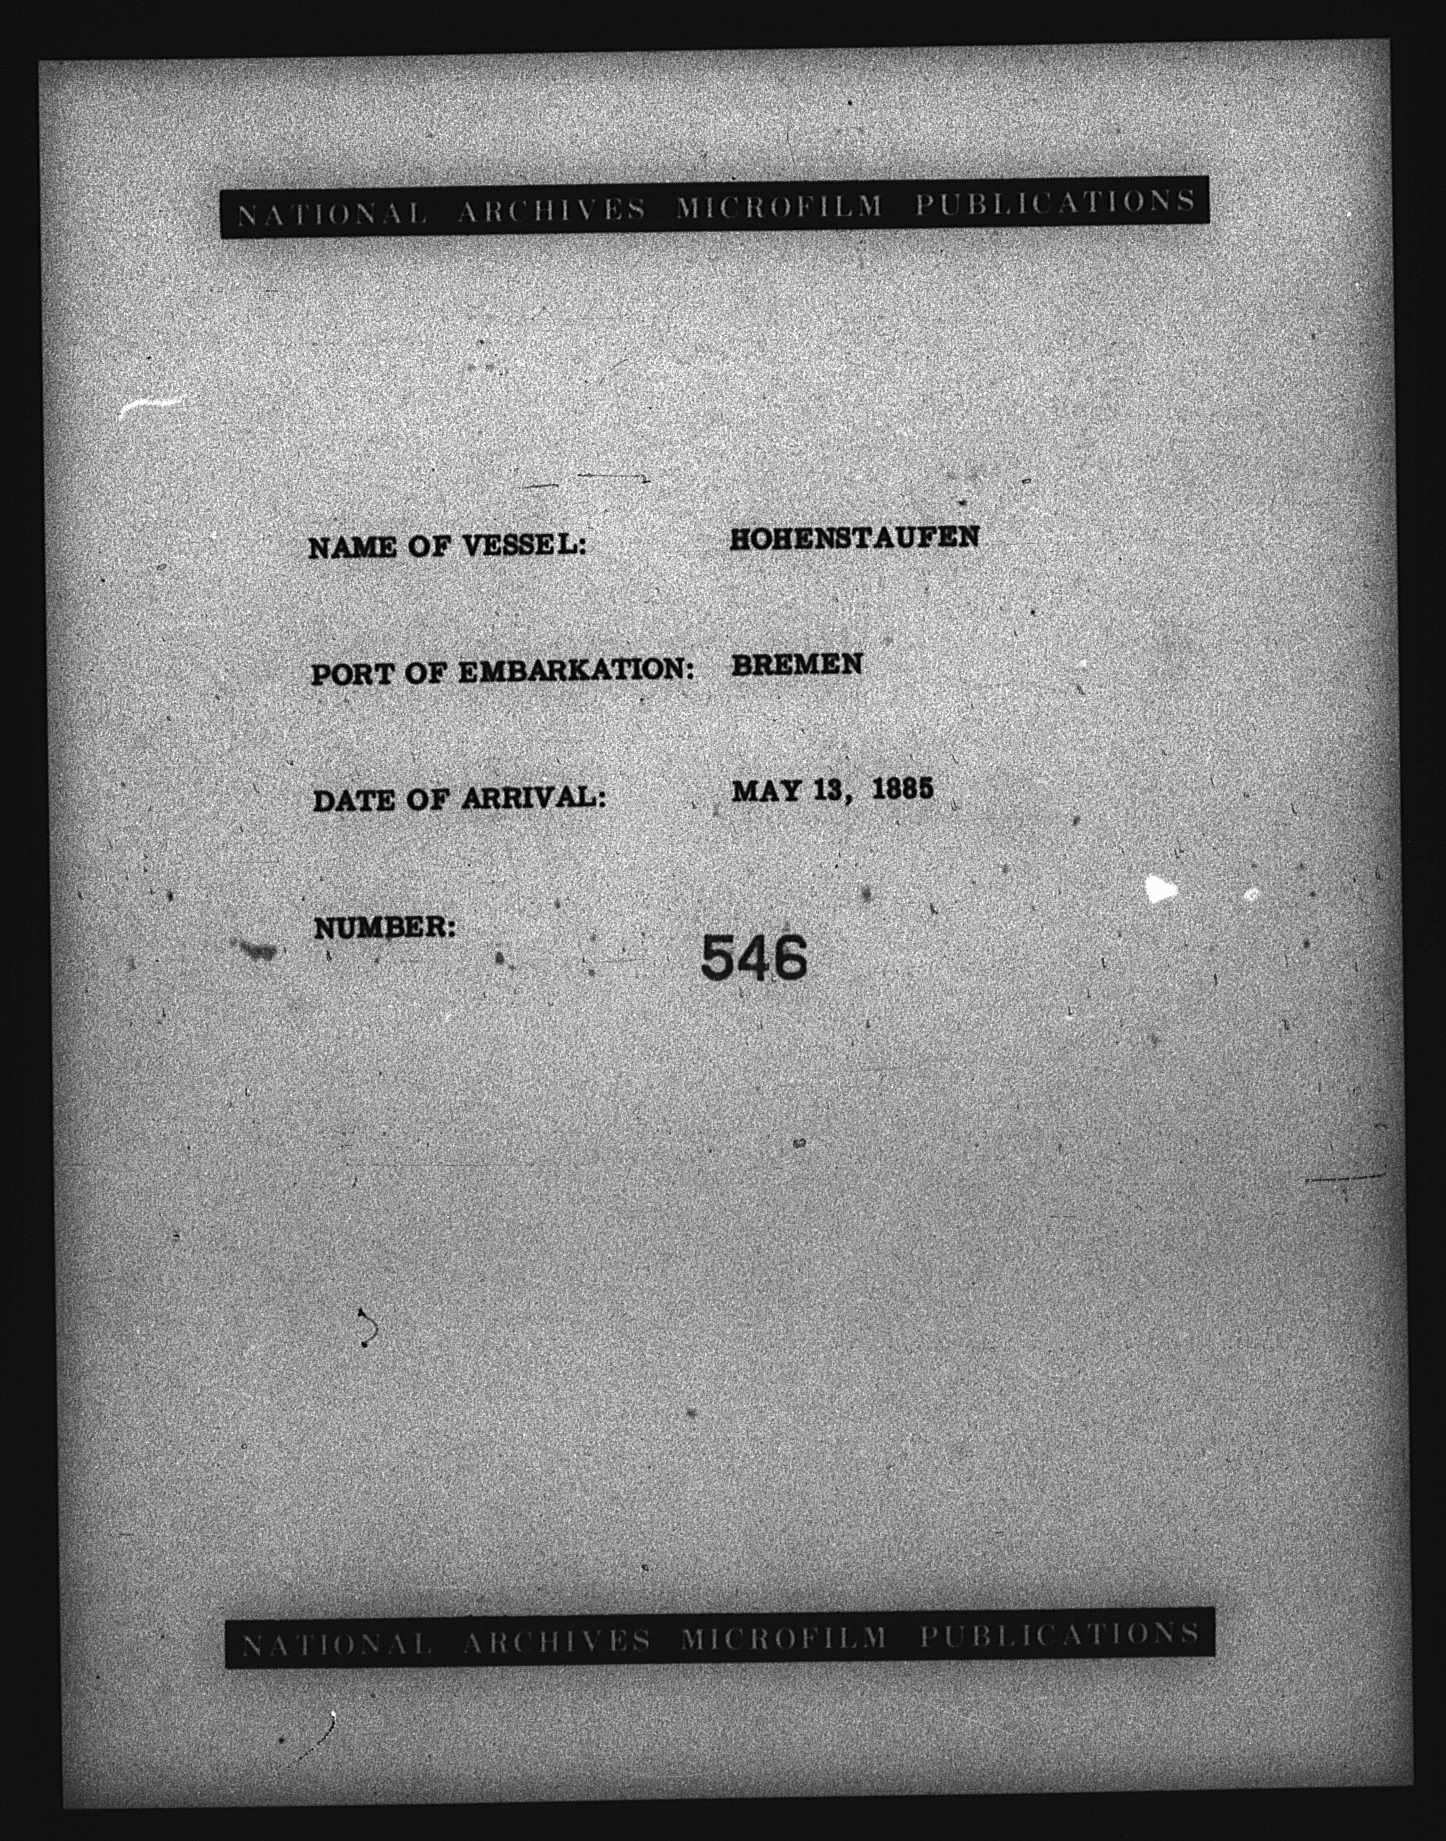 NATIONAL ARCHIVES MICROFILM PUBLICATIONS
NAME OF VESSEL: HOHENSTAUFEN
PORT OF EMBARKATION: BREMEN
DATE OF ARRIVAL: MAY 13, 1885
NUMBER: 546
NATIONAL ARCHIVES MICROFILM PUBLICATIONS